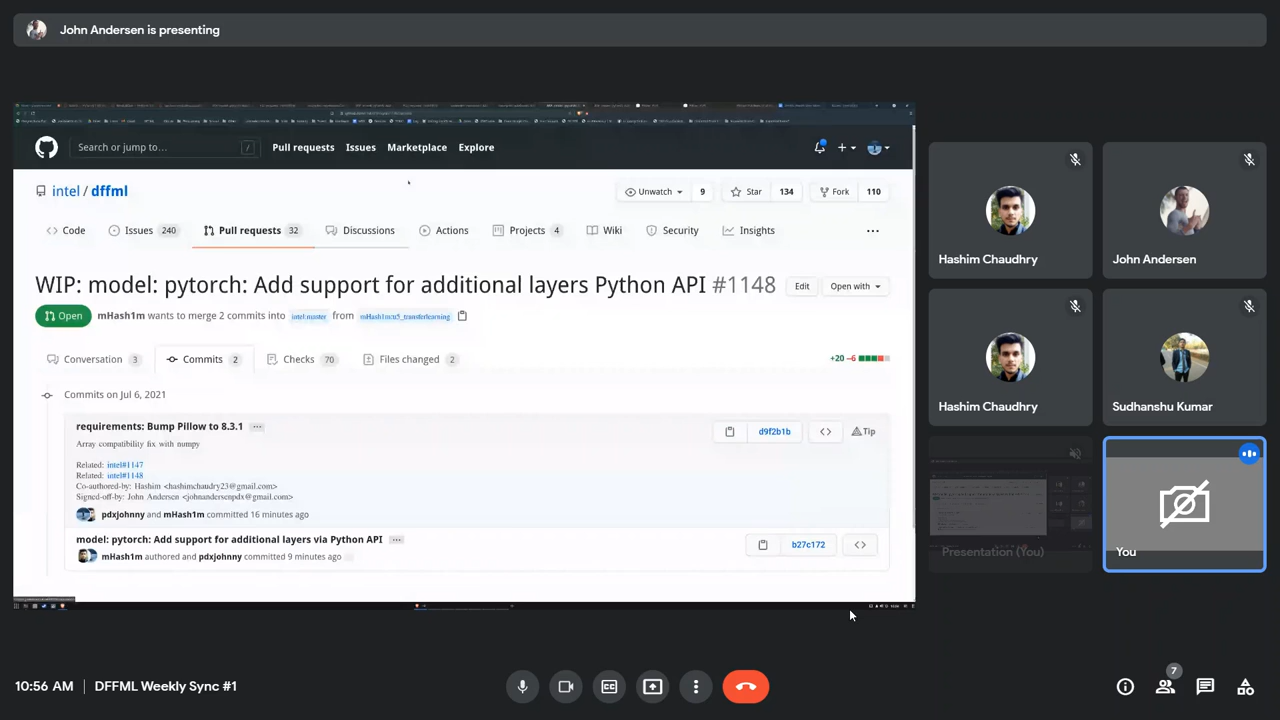 John Andersen is presenting
Search or jump to…
/
Pull requests
Issues
Marketplace
Explore
intel / dffml
Unwatch
9
Star
134
Fork
110
Code
Issues 240
Pull requests 32
Discussions
Actions
Projects 4
Wiki
Security
Insights
WIP: model: pytorch: Add support for additional layers Python API #1148
Edit
Open with
Open
mHash1m wants to merge 2 commits into intel:master from mHash1m:u5_transferlearning
Conversation 3
Commits 2
Checks 70
Files changed 2
+20 −6
Commits on Jul 6, 2021
requirements: Bump Pillow to 8.3.1
d9f2b1b
Tip
Array compatibility fix with numpy
Related: intel#1147
Related: intel#1148
Co-authored-by: Hashim <hashimchaudry23@gmail.com>
Signed-off-by: John Andersen <johnandersenpdx@gmail.com>
pdxjohnny and mHash1m committed 16 minutes ago
model: pytorch: Add support for additional layers via Python API
b27c172
mHash1m authored and pdxjohnny committed 9 minutes ago
Hashim Chaudhry
John Andersen
Hashim Chaudhry
Sudhanshu Kumar
Presentation (You)
You
10:56 AM | DFFML Weekly Sync #1
7